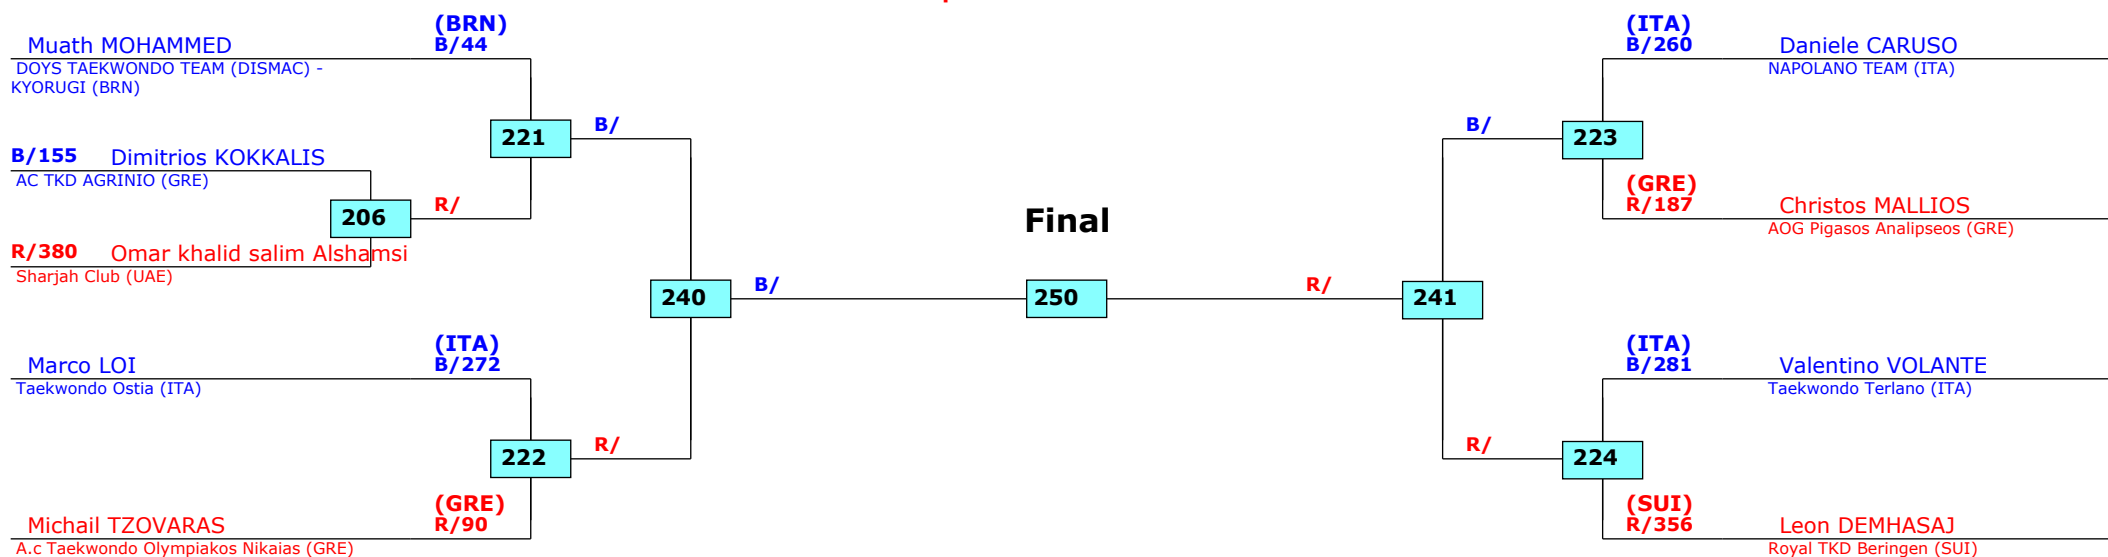 (BRN)
Muath MOHAMMED B/44
DOYS TAEKWONDO TEAM (DISMAC) -
KYORUGI (BRN)
221
B/
B/155 Dimitrios KOKKALIS
AC TKD AGRINIO (GRE)
206
R/
R/380 Omar khalid salim Alshamsi
Sharjah Club (UAE)
240
B/
(ITA)
Marco LOI B/272
Taekwondo Ostia (ITA)
222
R/
(GRE)
Michail TZOVARAS R/90
A.c Taekwondo Olympiakos Nikaias (GRE)
Final
250
(ITA)
B/260 Daniele CARUSO
NAPOLANO TEAM (ITA)
B/
223
(GRE)
R/187 Christos MALLIOS
AOG Pigasos Analipseos (GRE)
R/
241
(ITA)
B/281 Valentino VOLANTE
Taekwondo Terlano (ITA)
R/
224
(SUI)
R/356 Leon DEMHASAJ
Royal TKD Beringen (SUI)